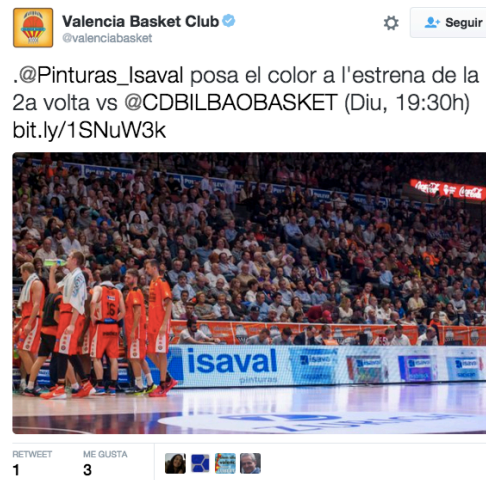 Valencia Basket Club
@valenciabasket
Seguir
.@Pinturas_Isaval posa el color a l'estrena de la
2a volta vs @CDBILBAOBASKET (Diu, 19:30h)
bit.ly/1SNuW3k
isaval
pinturas
RETWEET
ME GUSTA
1
3